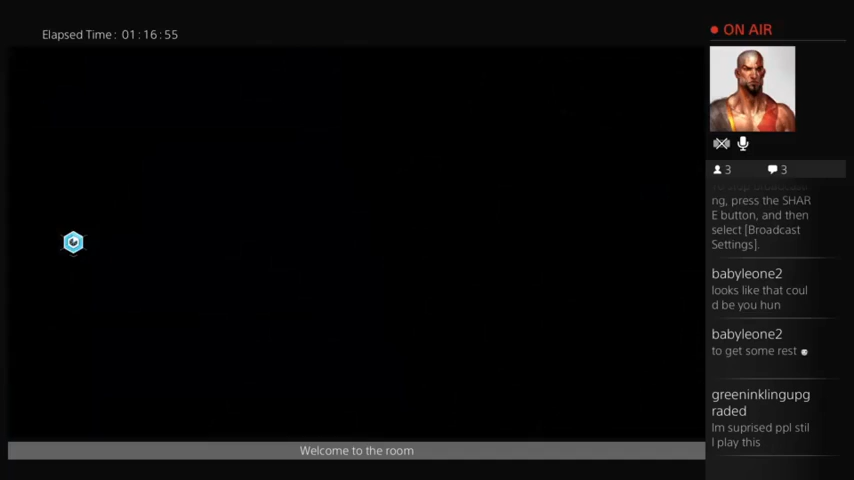 Elapsed Time: 01:16:55
ON AIR
3
3
ng, press the SHAR
E button, and then
select [Broadcast
Settings].
babyleone2
looks like that coul
d be you hun
babyleone2
to get some rest
greeninklingupg
raded
Im suprised ppl stil
l play this
Welcome to the room